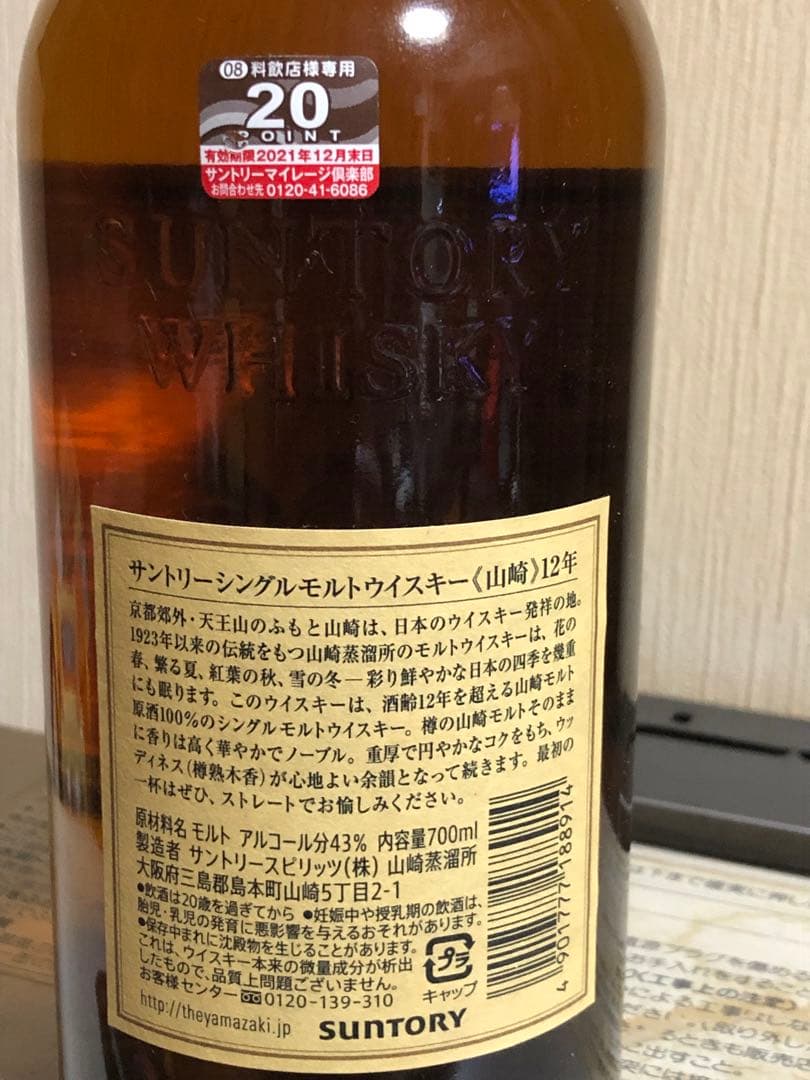 08 料飲店様専用
20
POINT
有効期限2021年12月末日
サントリーマイレージ倶楽部
お問合わせ先 0120-41-6086
SUNTORY
WHISKY
サントリーシングルモルトウイスキー《山崎》12年
京都郊外・天王山のふもと山崎は、日本のウイスキー発祥の地。
1923年以来の伝統をもつ山崎蒸溜所のモルトウイスキーは、花の
春、繁る夏、紅葉の秋、雪の冬―彩り鮮やかな日本の四季を幾重
にも眠ります。このウイスキーは、酒齢12年を超える山崎モルト
原酒100%のシングルモルトウイスキー。樽の山崎モルトそのまま
に香りは高く華やかでノーブル。重厚で円やかなコクをもち、ウッ
ディネス(樽熟木香)が心地よい余韻となって続きます。最初の
一杯はぜひ、ストレートでお愉しみください。
原材料名 モルト アルコール分43% 内容量700ml
製造者 サントリースピリッツ(株) 山崎蒸溜所
大阪府三島郡島本町山崎5丁目2-1
●飲酒は20歳を過ぎてから ●妊娠中や授乳期の飲酒は、
胎児・乳児の発育に悪影響を与えるおそれがあります。
●保存中まれに沈殿物を生じることがあります。
これは、ウイスキー本来の微量成分が析出
したもので、品質上問題ございません。
お客様センター 0120-139-310
http://theyamazaki.jp
SUNTORY
プラ
キャップ
4 901777 188914